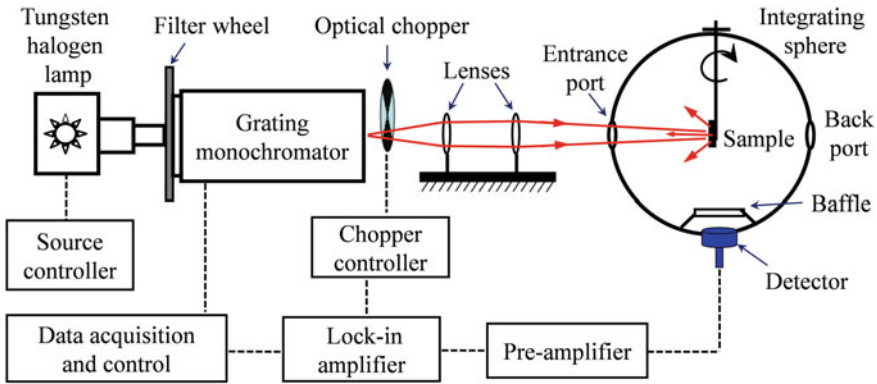 Tungsten
halogen
lamp
Filter wheel
Optical chopper
Integrating
sphere
Entrance
port
Lenses
Grating
monochromator
Sample
Back
port
Baffle
Source
controller
Chopper
controller
Detector
Data acquisition
and control
Lock-in
amplifier
Pre-amplifier